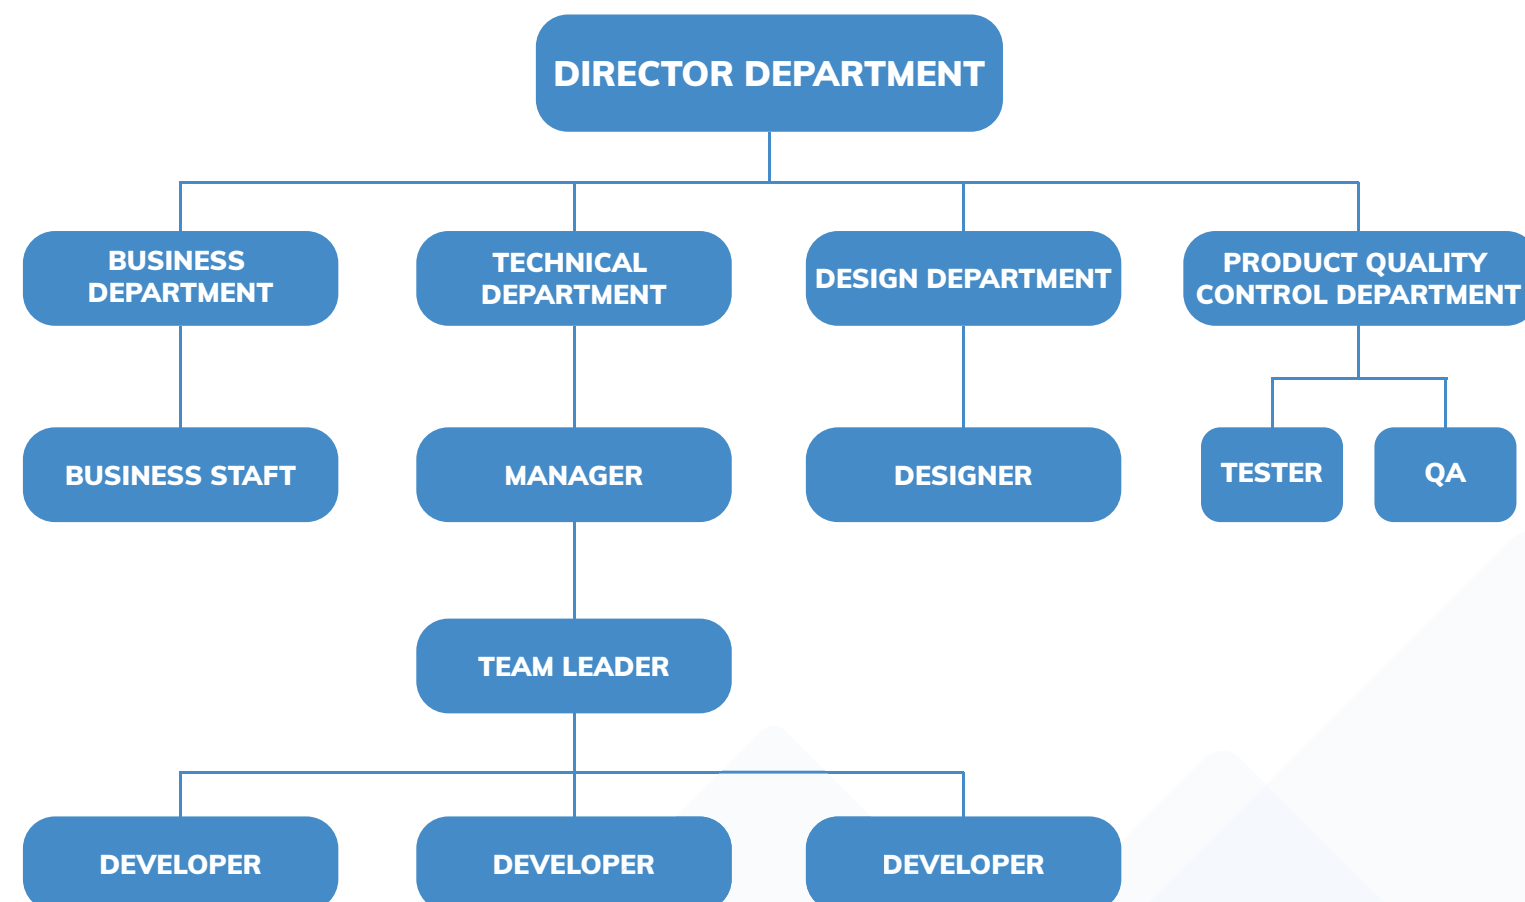 DIRECTOR DEPARTMENT
BUSINESS
DEPARTMENT
TECHNICAL
DEPARTMENT
DESIGN DEPARTMENT
PRODUCT QUALITY
CONTROL DEPARTMENT
BUSINESS STAFT
MANAGER
DESIGNER
TESTER
QA
TEAM LEADER
DEVELOPER
DEVELOPER
DEVELOPER